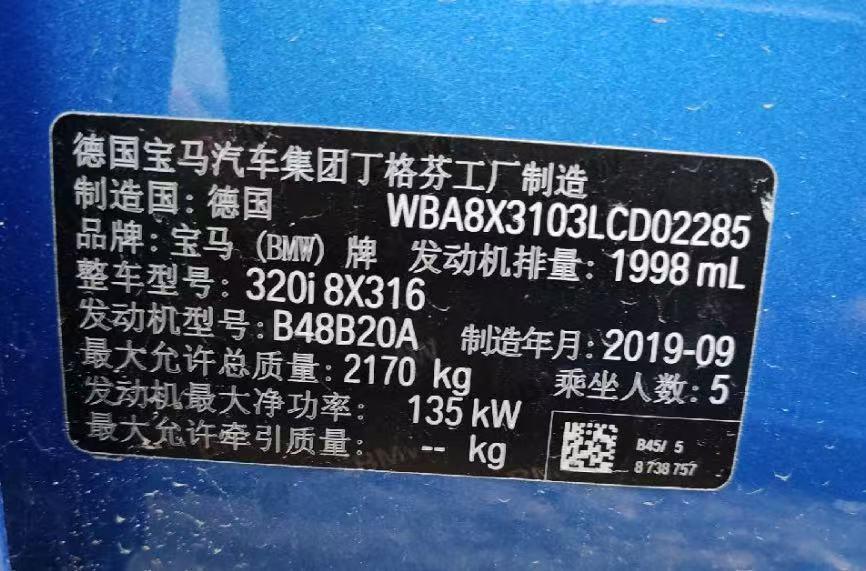 德国宝马汽车集团丁格芬工厂制造
制造国：德国 WBA8X3103LCD02285
品牌：宝马 (BMW) 牌 发动机排量：1998 mL
整车型号：320i 8X316
发动机型号：B48B20A 制造年月：2019-09
最大允许总质量：2170 kg 乘坐人数：5
发动机最大净功率： 135 kW
最大允许牵引质量： -- kg
B45/ 5
8 738 757